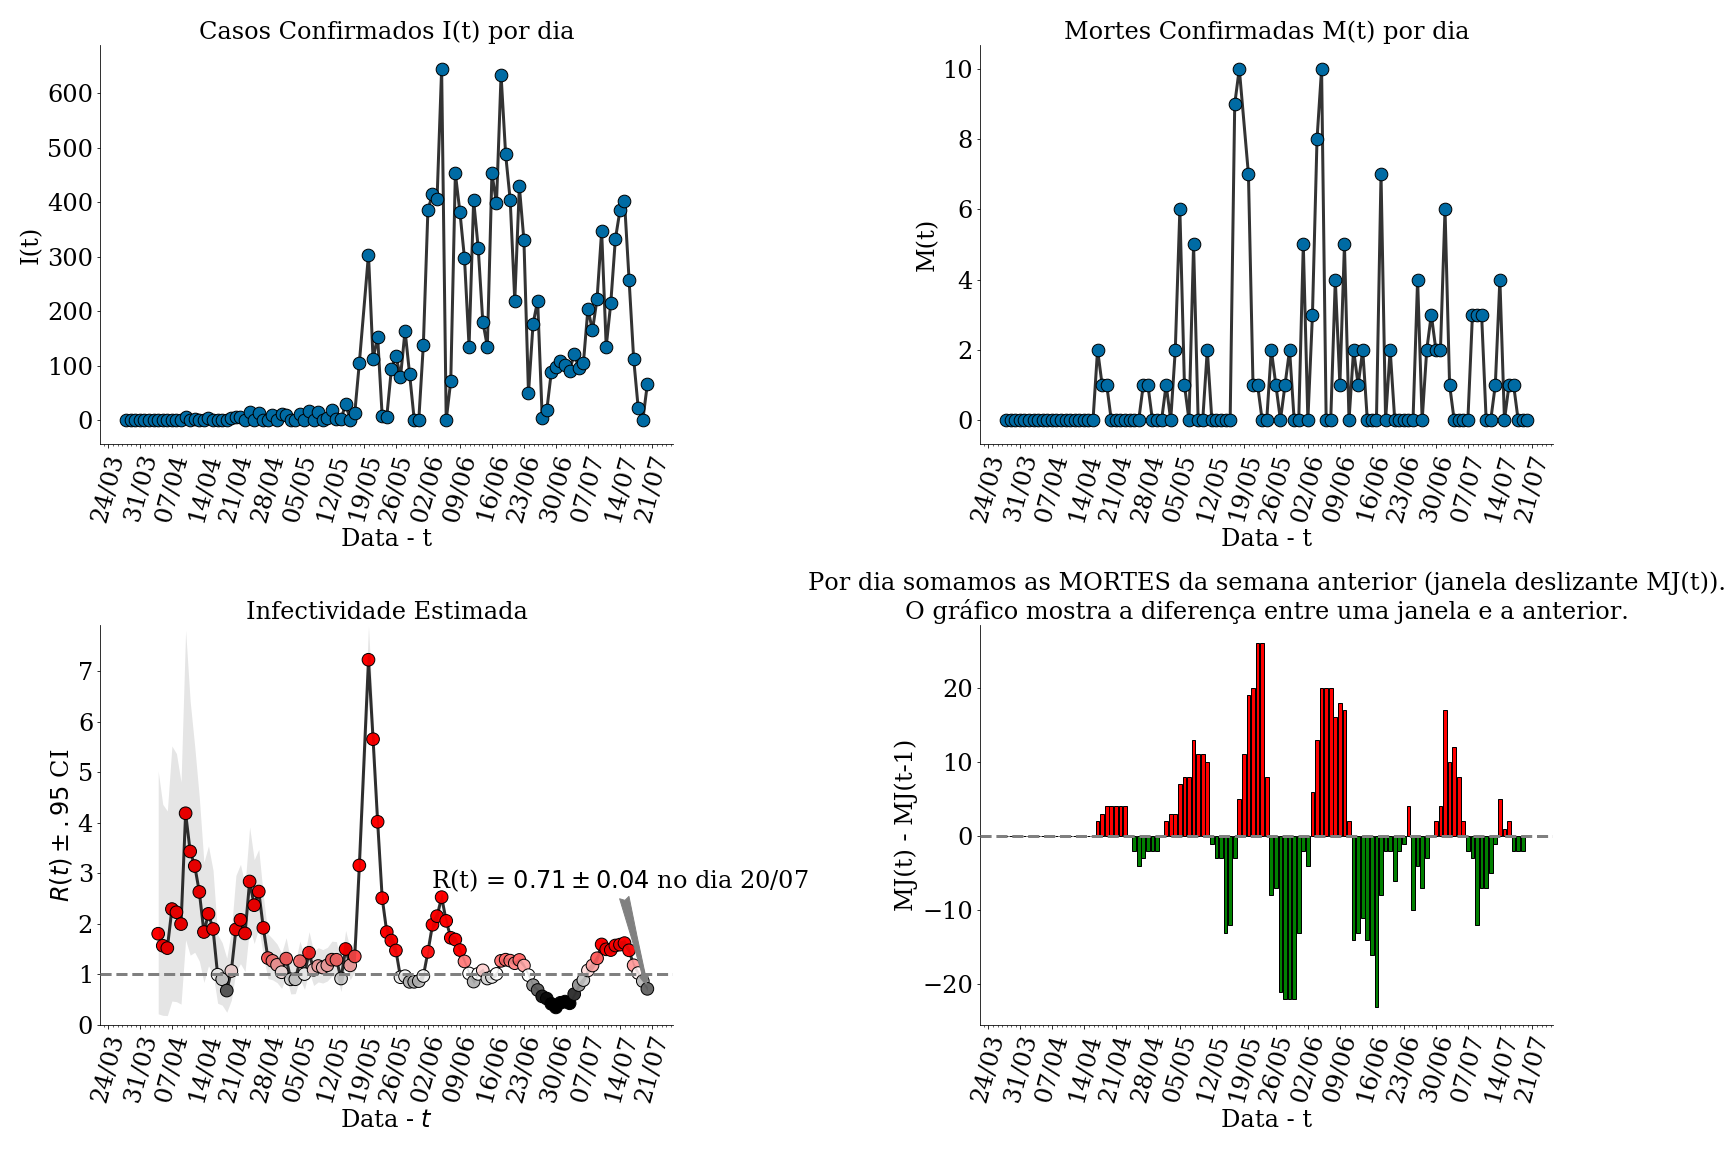 Casos Confirmados I(t) por dia
I(t)
600
500
400
300
200
100
0
24/03 31/03 07/04 14/04 21/04 28/04 05/05 12/05 19/05 26/05 02/06 09/06 16/06 23/06 30/06 07/07 14/07 21/07
Data - t
Mortes Confirmadas M(t) por dia
M(t)
10
8
6
4
2
0
24/03 31/03 07/04 14/04 21/04 28/04 05/05 12/05 19/05 26/05 02/06 09/06 16/06 23/06 30/06 07/07 14/07 21/07
Data - t
Infectividade Estimada
R(t) ± .95 CI
7
6
5
4
3
2
1
0
R(t) = 0.71 ± 0.04 no dia 20/07
24/03 31/03 07/04 14/04 21/04 28/04 05/05 12/05 19/05 26/05 02/06 09/06 16/06 23/06 30/06 07/07 14/07 21/07
Data - t
Por dia somamos as MORTES da semana anterior (janela deslizante MJ(t)).
O gráfico mostra a diferença entre uma janela e a anterior.
MJ(t) - MJ(t-1)
20
10
0
−10
−20
24/03 31/03 07/04 14/04 21/04 28/04 05/05 12/05 19/05 26/05 02/06 09/06 16/06 23/06 30/06 07/07 14/07 21/07
Data - t